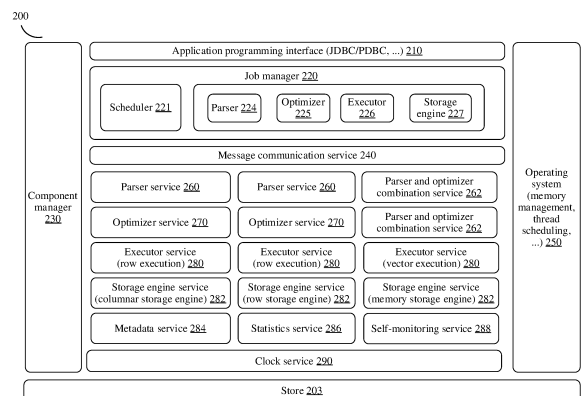 200
Application programming interface (JDBC/PDBC, ...) 210
Job manager 220
Scheduler 221
Parser 224
Optimizer
225
Executor
226
Storage
engine 227
Message communication service 240
Component
manager
230
Operating
system
(memory
management,
thread
scheduling,
...) 250
Parser service 260
Parser service 260
Parser and optimizer
combination service 262
Optimizer service 270
Optimizer service 270
Parser and optimizer
combination service 262
Executor service
(row execution) 280
Executor service
(row execution) 280
Executor service
(vector execution) 280
Storage engine service
(columnar storage engine) 282
Storage engine service
(row storage engine) 282
Storage engine service
(memory storage engine) 282
Metadata service 284
Statistics service 286
Self-monitoring service 288
Clock service 290
Store 203